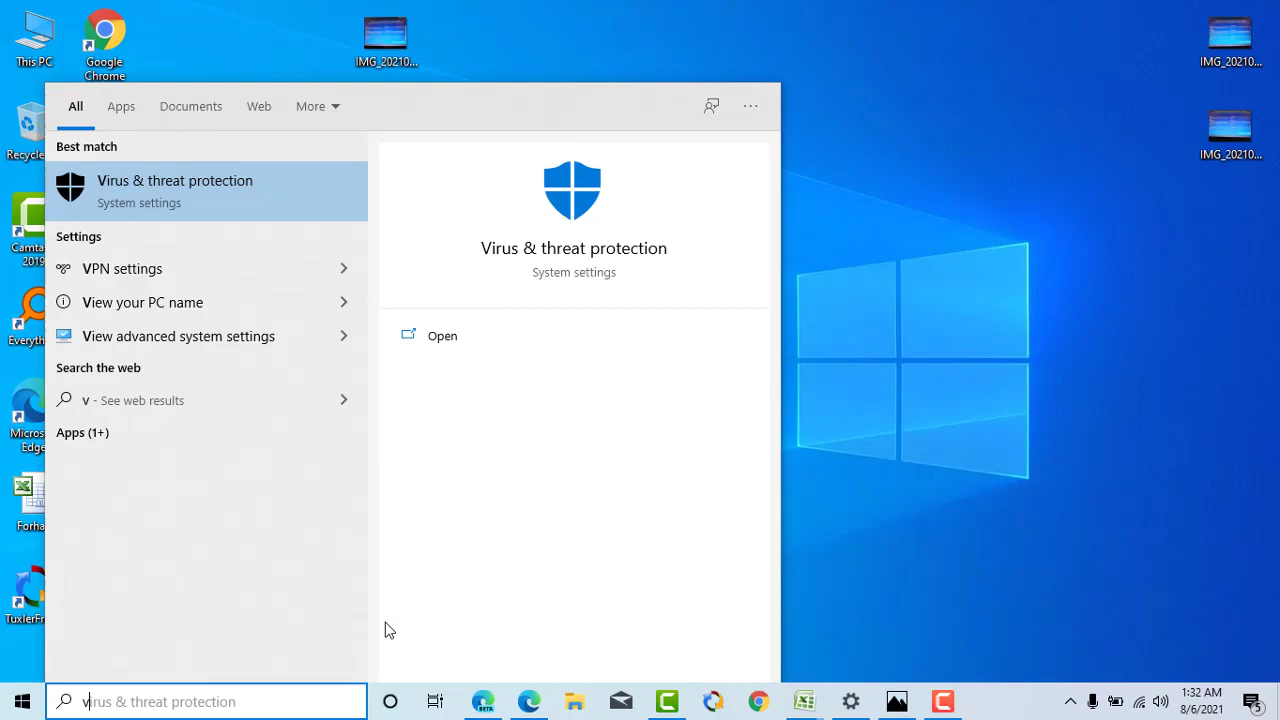 This PC
Google
Chrome
IMG_20210...
IMG_20210...
Recycle
IMG_20210...
Camta
2019
Everyth
Micros
Edge
Forha
TuxlerFr
All
Apps
Documents
Web
More
...
Best match
Virus & threat protection
System settings
Settings
VPN settings
View your PC name
View advanced system settings
Search the web
v - See web results
Apps (1+)
Virus & threat protection
System settings
Open
virus & threat protection
BETA
1:32 AM
8/6/2021
5